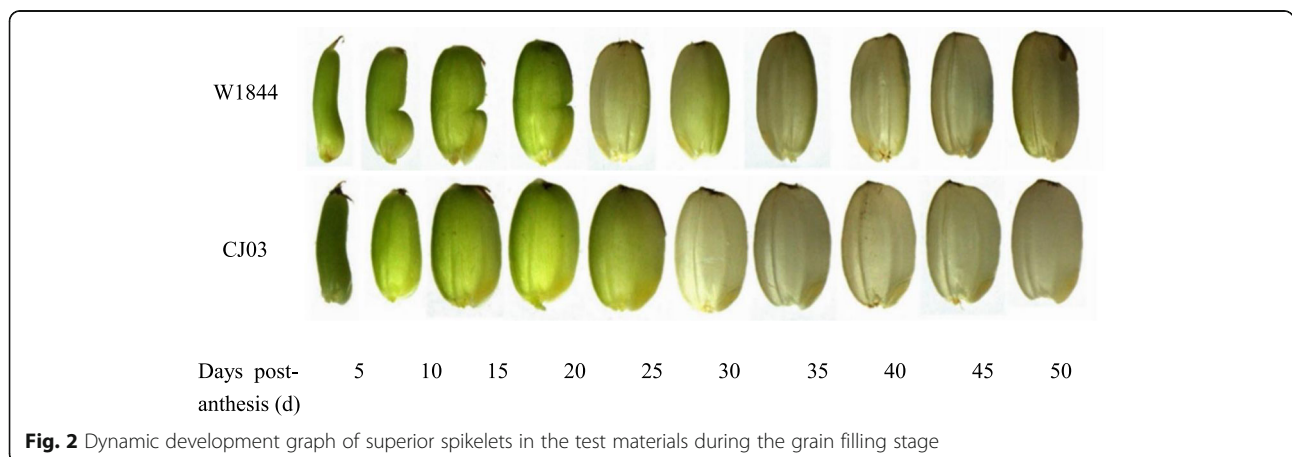 W1844
CJ03
Days post- 5 10 15 20 25 30 35 40 45 50
anthesis (d)
Fig. 2 Dynamic development graph of superior spikelets in the test materials during the grain filling stage